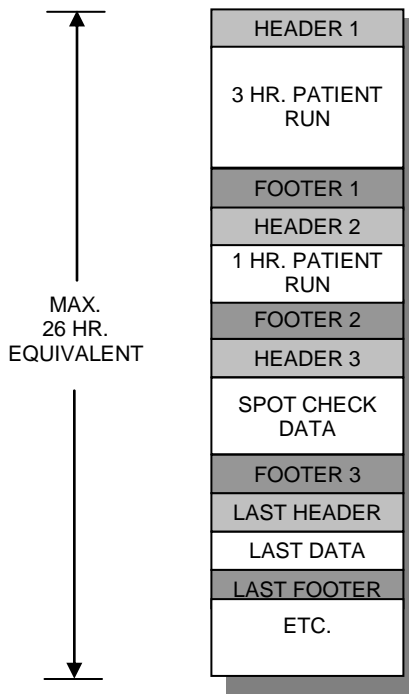 HEADER 1
3 HR. PATIENT
RUN
FOOTER 1
HEADER 2
1 HR. PATIENT
RUN
FOOTER 2
HEADER 3
SPOT CHECK
DATA
FOOTER 3
LAST HEADER
LAST DATA
LAST FOOTER
ETC.
MAX.
26 HR.
EQUIVALENT